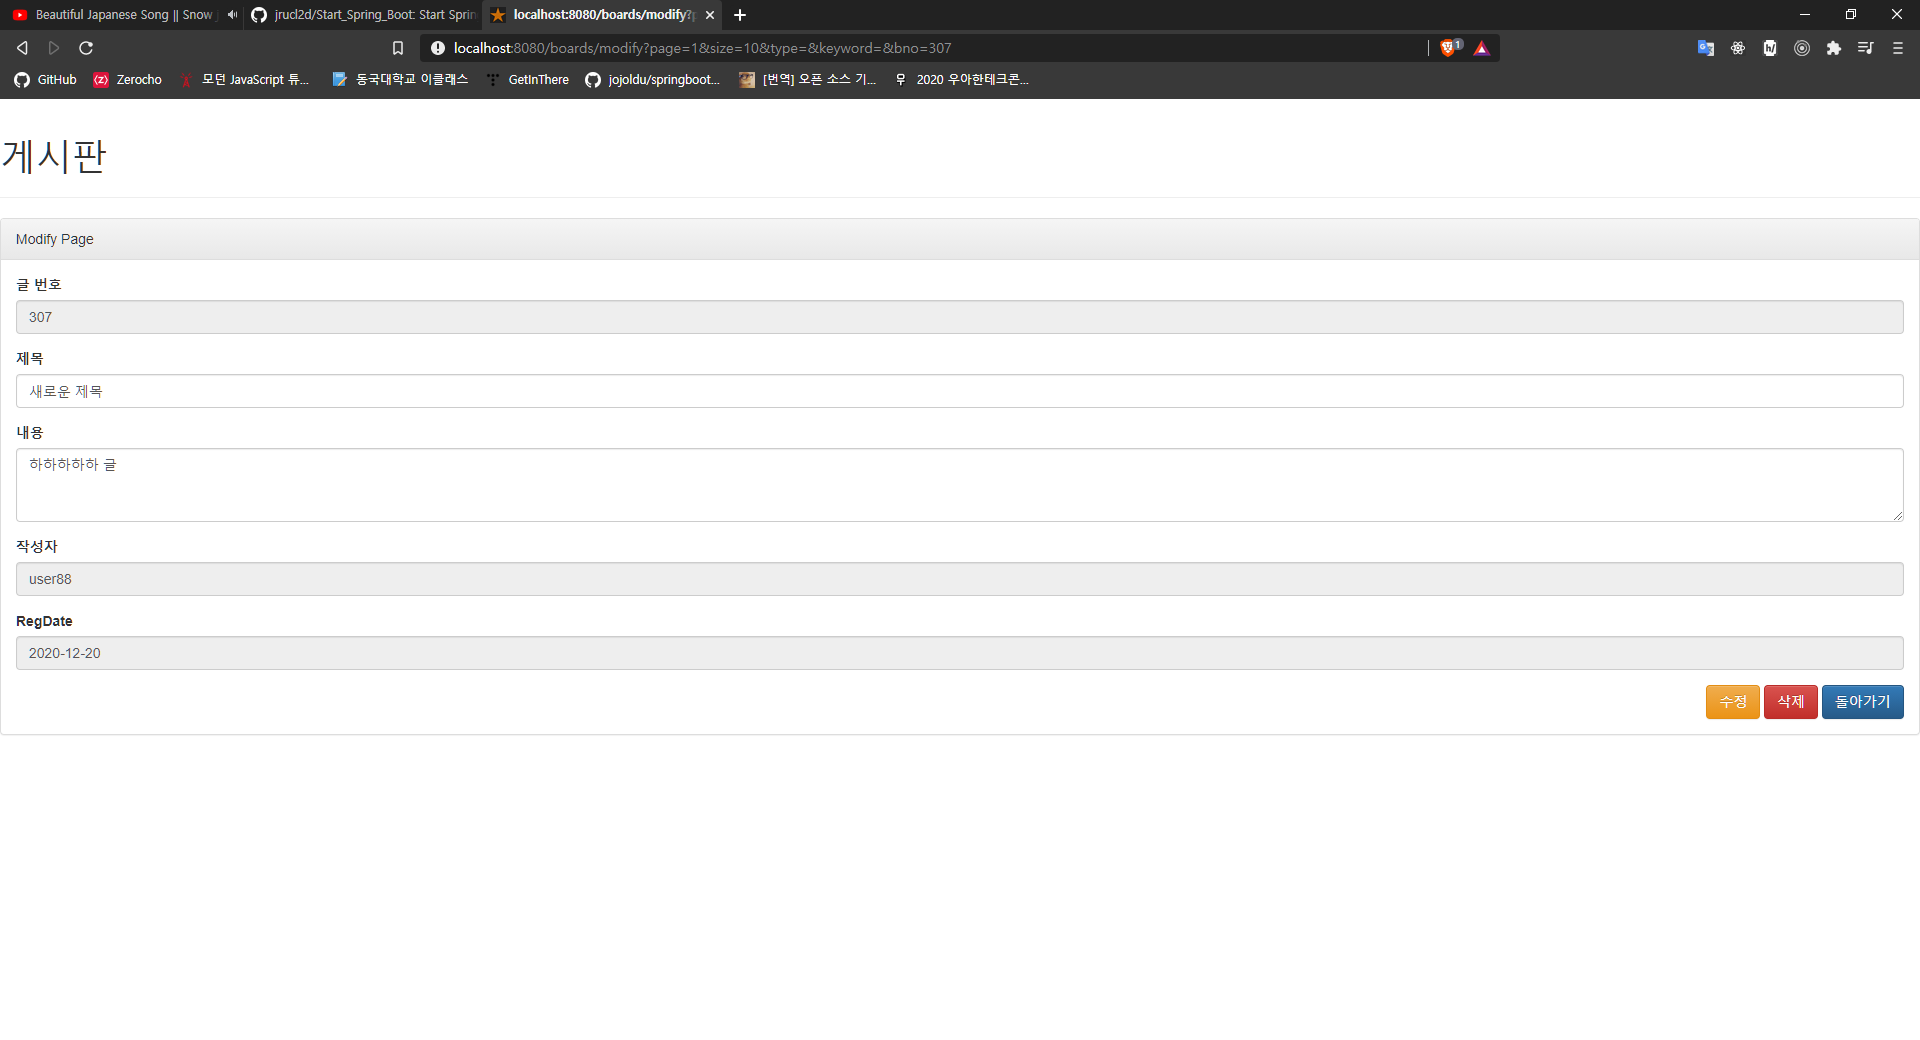 Beautiful Japanese Song || Snow
jrucl2d/Start_Spring_Boot: Start Sprin
localhost:8080/boards/modify?p
localhost:8080/boards/modify?page=1&size=10&type=&keyword=&bno=307
1
GitHub
Zerocho
모던 JavaScript 튜...
동국대학교 이클래스
GetInThere
jojoldu/springboot...
[번역] 오픈 소스 기...
2020 우아한테크콘...
게시판
Modify Page
글 번호
307
제목
새로운 제목
내용
하하하하하 글
작성자
user88
RegDate
2020-12-20
수정 삭제 돌아가기